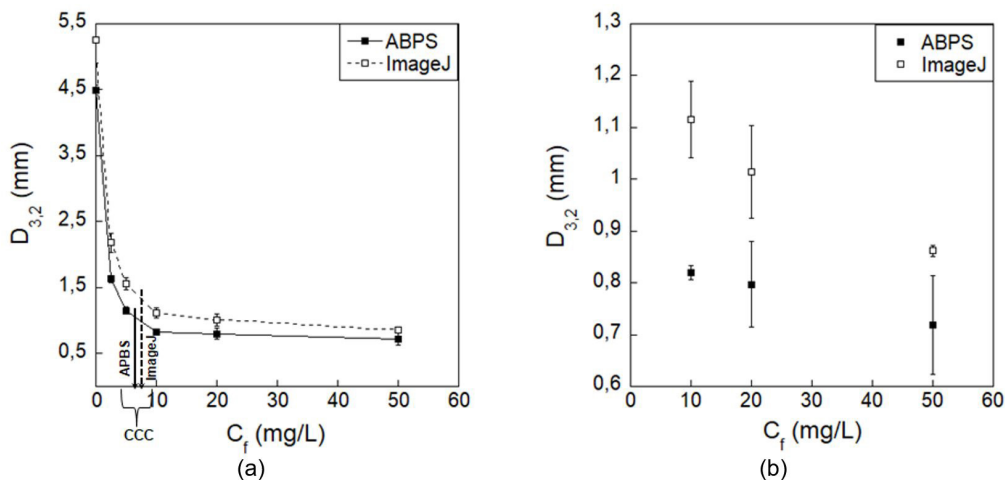 5,5
4,5
3,5
2,5
1,5
0,5
D3,2 (mm)
ABPS
ImageJ
APBS
ImageJ
0 10 20 30 40 50 60
CCC
Cf (mg/L)
(a)
1,3
1,2
1,1
1
0,9
0,8
0,7
0,6
D3,2 (mm)
ABPS
ImageJ
0 10 20 30 40 50 60
Cf (mg/L)
(b)